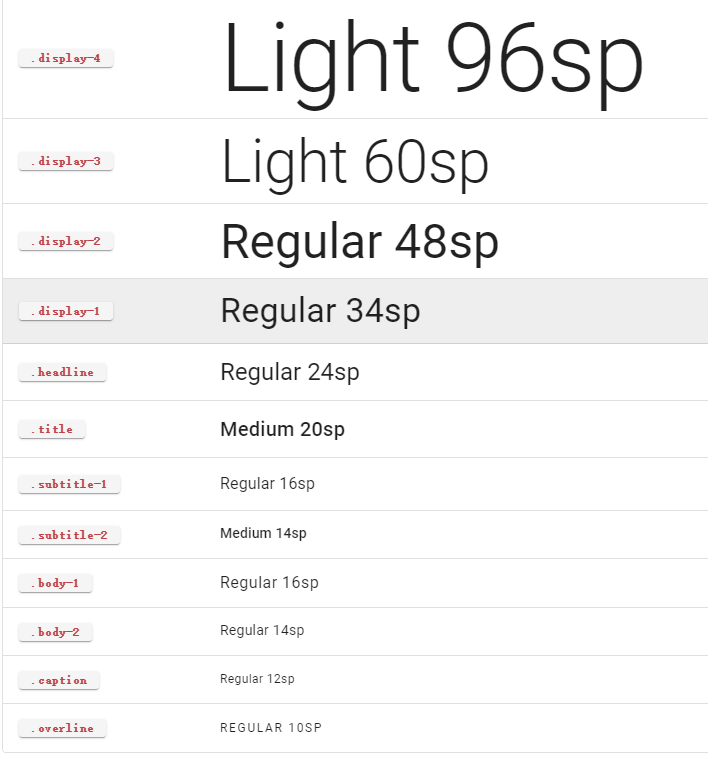 .display-4 Light 96sp
.display-3 Light 60sp
.display-2 Regular 48sp
.display-1 Regular 34sp
.headline Regular 24sp
.title Medium 20sp
.subtitle-1 Regular 16sp
.subtitle-2 Medium 14sp
.body-1 Regular 16sp
.body-2 Regular 14sp
.caption Regular 12sp
.overline REGULAR 10SP